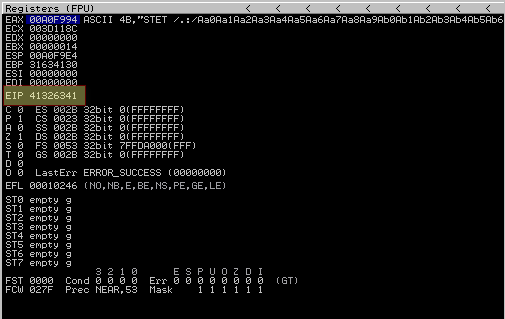 Registers (FPU) < < < < < < <
EAX 00A0F994 ASCII 4B,"STET /.:/Aa0Aa1Aa2Aa3Aa4Aa5Aa6Aa7Aa8Aa9Ab0Ab1Ab2Ab3Ab4Ab5Ab6
ECX 003D118C
EDX 00000000
EBX 00000014
ESP 00A0F9E4
EBP 31634130
ESI 00000000
EDI 00000000
EIP 41326341
C 0 ES 002B 32bit 0(FFFFFFFF)
P 1 CS 0023 32bit 0(FFFFFFFF)
A 0 SS 002B 32bit 0(FFFFFFFF)
Z 1 DS 002B 32bit 0(FFFFFFFF)
S 0 FS 0053 32bit 7FFDA000(FFF)
T 0 GS 002B 32bit 0(FFFFFFFF)
D 0
O 0 LastErr ERROR_SUCCESS (00000000)
EFL 00010246 (NO,NB,E,BE,NS,PE,GE,LE)
ST0 empty g
ST1 empty g
ST2 empty g
ST3 empty g
ST4 empty g
ST5 empty g
ST6 empty g
ST7 empty g
3 2 1 0 E S P U O Z D I
FST 0000 Cond 0 0 0 0 Err 0 0 0 0 0 0 0 0 (GT)
FCW 027F Prec NEAR,53 Mask 1 1 1 1 1 1